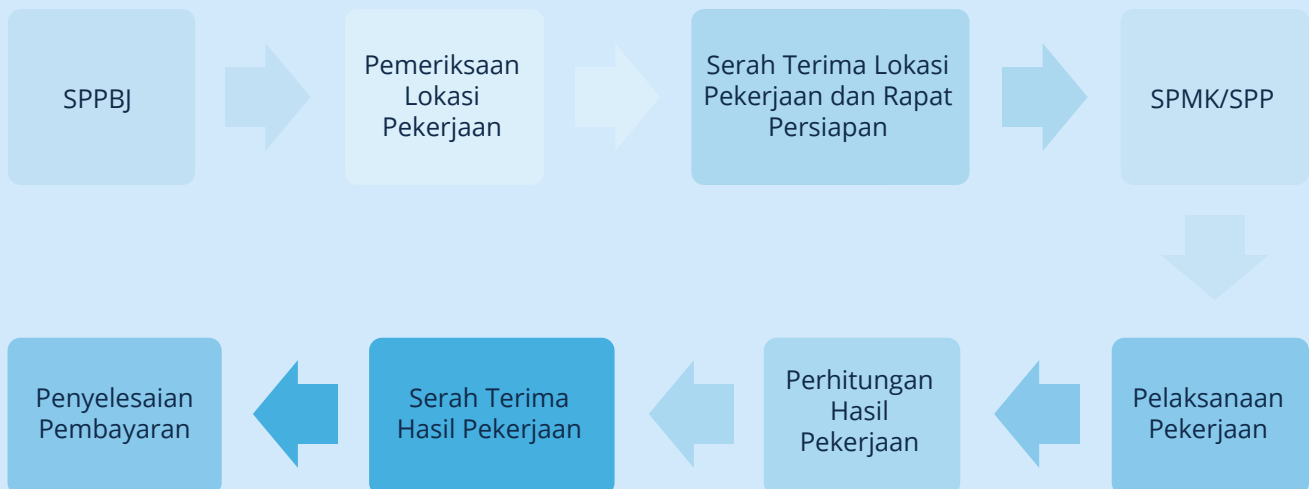 SPPBJ
Pemeriksaan
Lokasi
Pekerjaan
Serah Terima Lokasi
Pekerjaan dan Rapat
Persiapan
SPMK/SPP
Pelaksanaan
Pekerjaan
Perhitungan
Hasil
Pekerjaan
Serah Terima
Hasil Pekerjaan
Penyelesaian
Pembayaran